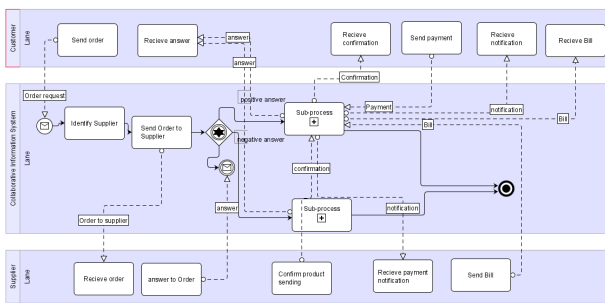 Customer
Lane
Send order
Recieve answer
answer
answer
Recieve
confirmation
Send payment
Recieve
notification
Recieve Bill
Order request
Confirmation
Payment
notification
Bill
Bill
Collaborative Information System
Lane
Identify Supplier
Send Order to
Supplier
positive answer
negative answer
Sub-process
confirmation
answer
Sub-process
notification
Order to supplier
Supplier
Lane
Recieve order
answer to Order
Confirm product
sending
Recieve payment
notification
Send Bill